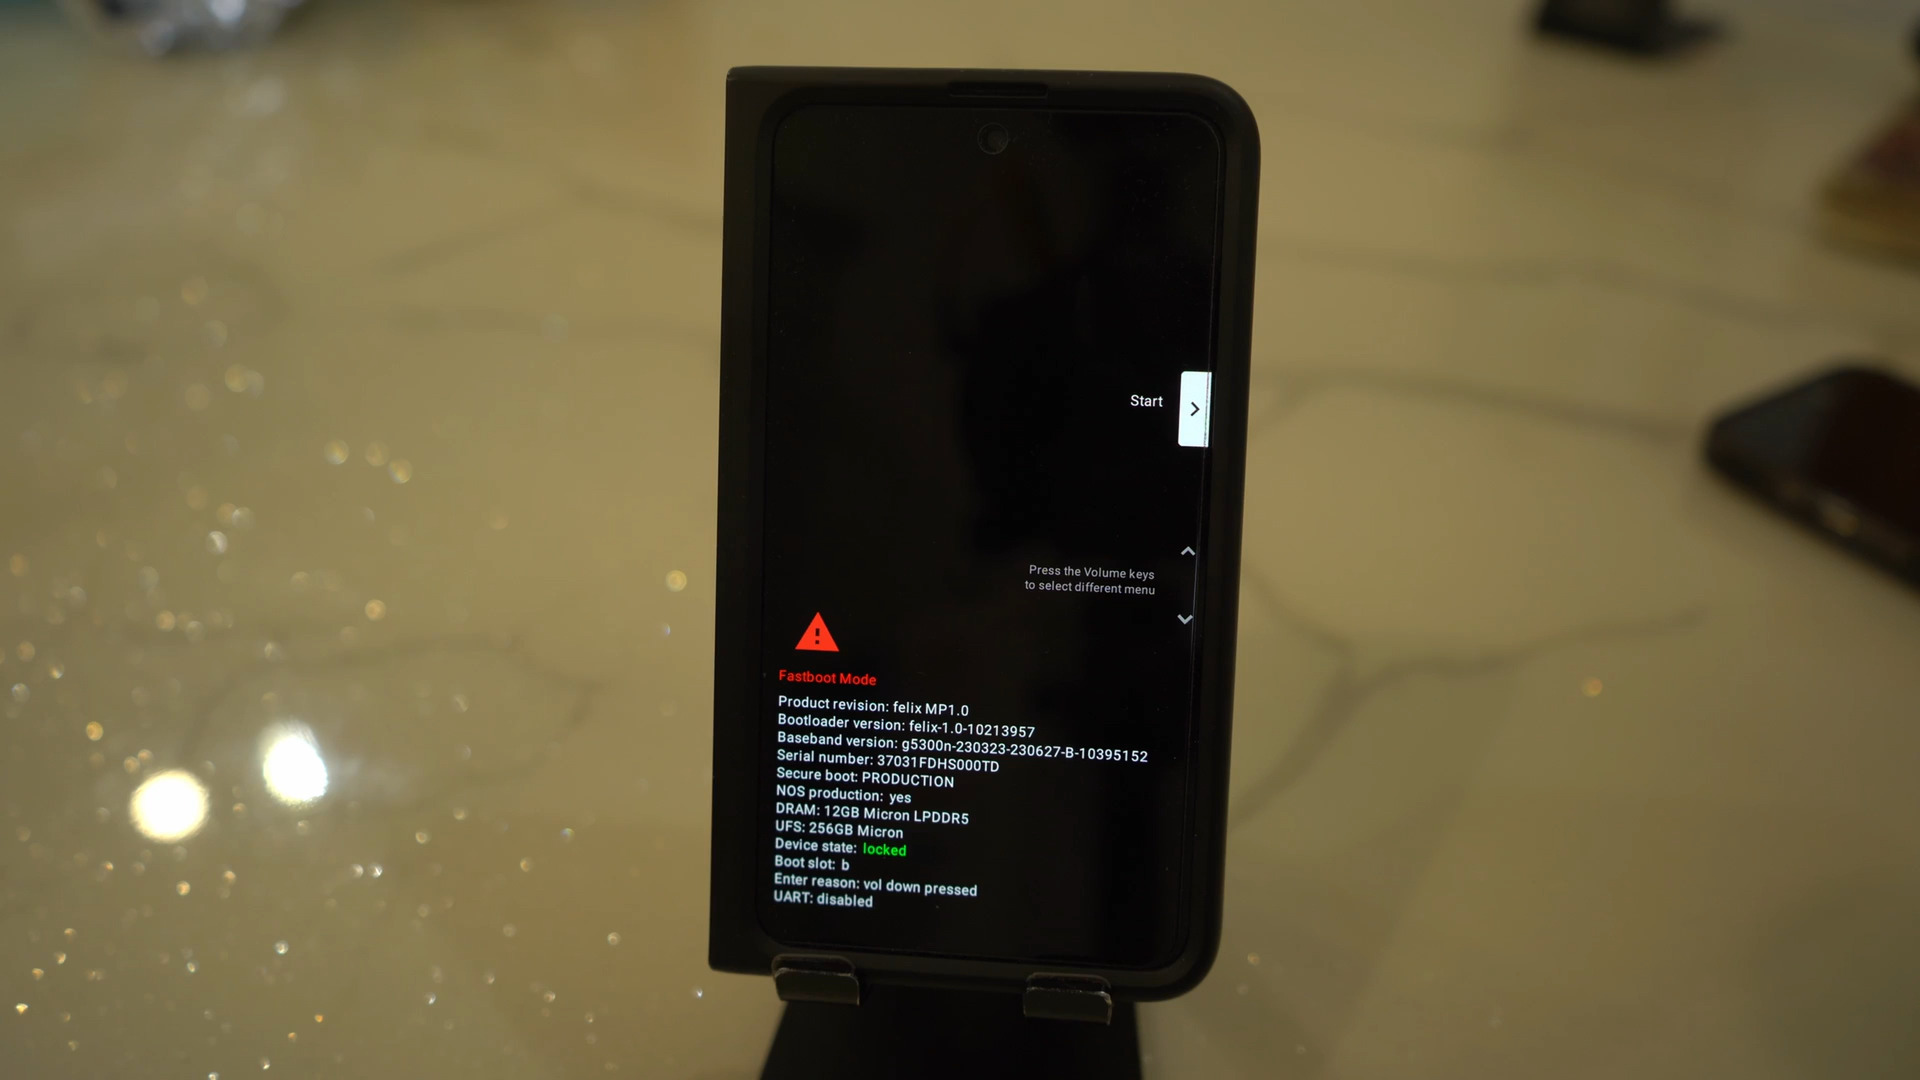 Start
Press the Volume keys
to select different menu
Fastboot Mode
Product revision: felix MP1.0
Bootloader version: felix-1.0-10213957
Baseband version: g5300n-230323-230627-B-10395152
Serial number: 37031FDHS000TD
Secure boot: PRODUCTION
NOS production: yes
DRAM: 12GB Micron LPDDR5
UFS: 256GB Micron
Device state: locked
Boot slot: b
Enter reason: vol down pressed
UART: disabled